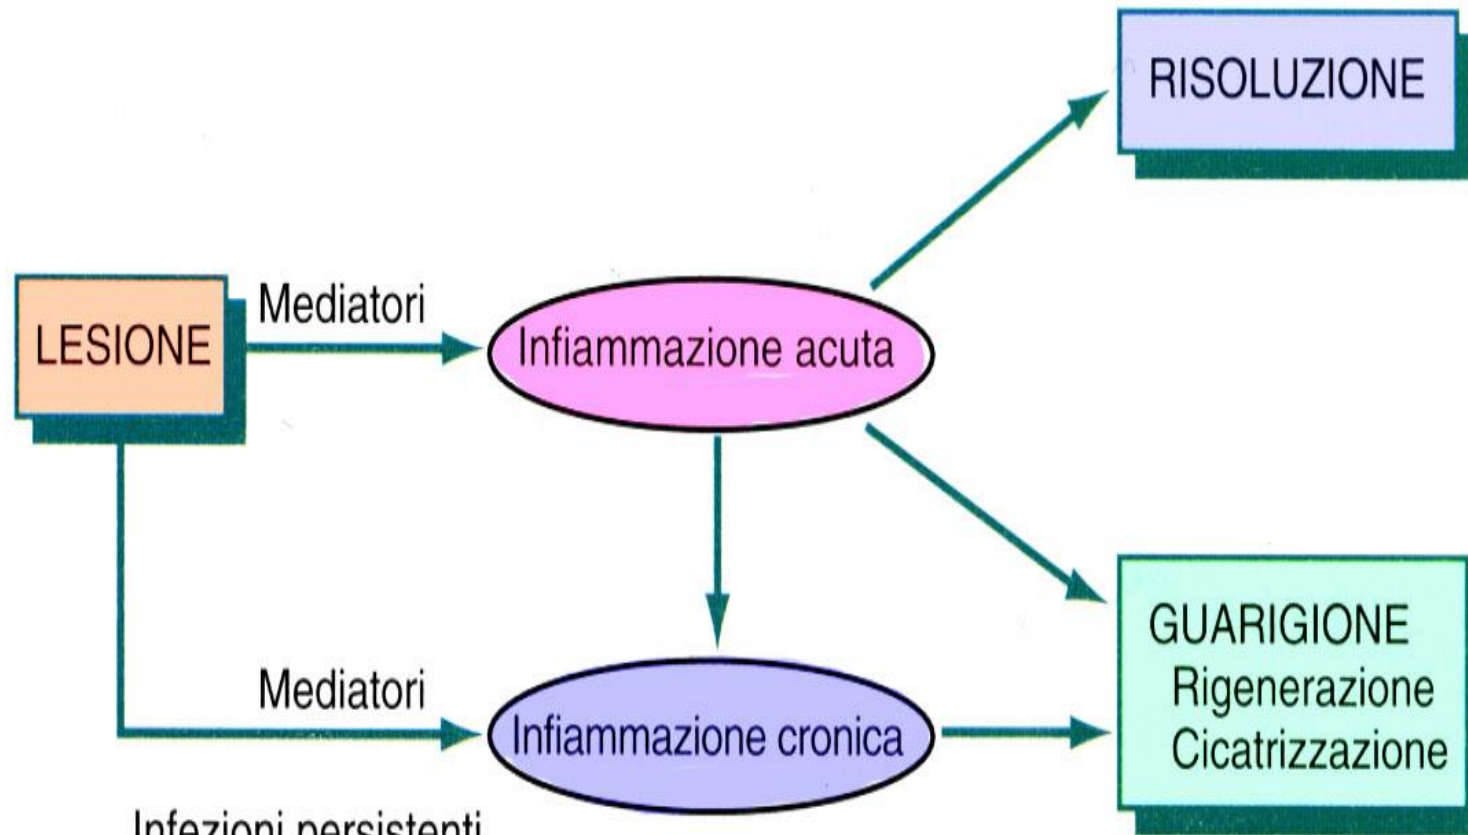 RISOLUZIONE
Mediatori
LESIONE
Infiammazione acuta
GUARIGIONE
Rigenerazione
Cicatrizzazione
Mediatori
Infiammazione cronica
Infezioni persistenti